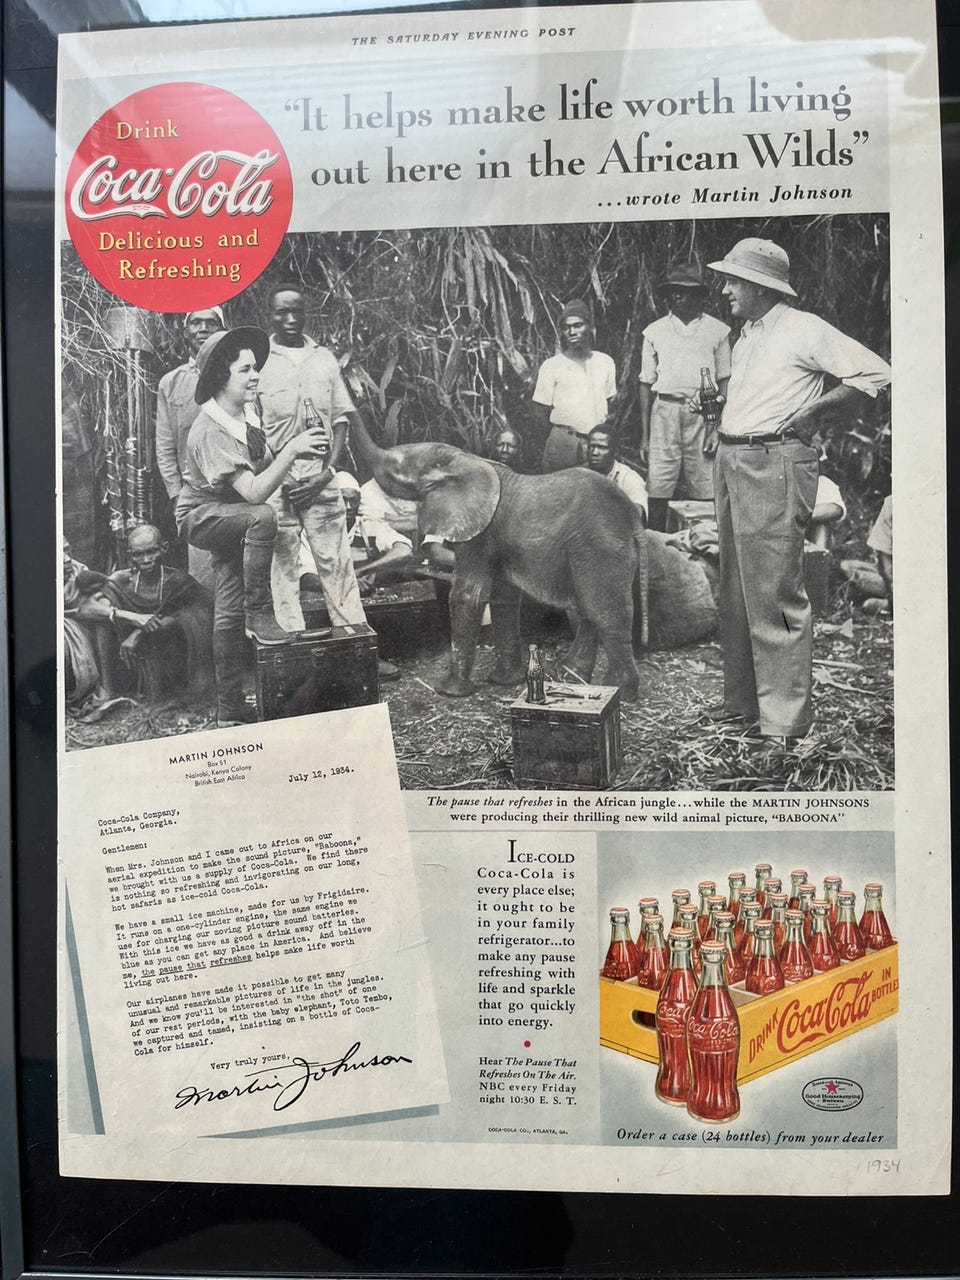 THE SATURDAY EVENING POST
Drink
Coca-Cola
Delicious and
Refreshing
"It helps make life worth living
out here in the African Wilds"
...wrote Martin Johnson
MARTIN JOHNSON
Box 51
Nairobi, Kenya Colony
British East Africa
July 12, 1934.
Coca-Cola Company,
Atlanta, Georgia.
Gentlemen:
When Mrs. Johnson and I came out to Africa on our
aerial expedition to make the sound picture, "Baboona,"
we brought with us a supply of Coca-Cola. We find there
is nothing so refreshing and invigorating on our long,
hot safaris as ice-cold Coca-Cola.
We have a small ice machine, made for us by Frigidaire.
It runs on a one-cylinder engine, the same engine we
use for charging our moving picture sound batteries.
With this ice we have as good a drink away off in the
blue as you can get any place in America. And believe
me, the pause that refreshes helps make life worth
living out here.
Our airplanes have made it possible to get many
unusual and remarkable pictures of life in the jungles.
And we know you'll be interested in "the shot" of one
of our rest periods, with the baby elephant, Toto Tembo,
we captured and tamed, insisting on a bottle of Coca-
Cola for himself.
Very truly yours,
Martin Johnson
The pause that refreshes in the African jungle...while the MARTIN JOHNSONS
were producing their thrilling new wild animal picture, "BABOONA"
ICE-COLD
Coca-Cola is
every place else;
it ought to be
in your family
refrigerator...to
make any pause
refreshing with
life and sparkle
that go quickly
into energy.
Hear The Pause That
Refreshes On The Air.
NBC every Friday
night 10:30 E. S. T.
COCA-COLA CO., ATLANTA, GA.
Coca-Cola
Coca-Cola
DRINK Coca-Cola IN
BOTTLES
Good Housekeeping
Bureau
Order a case (24 bottles) from your dealer
1934